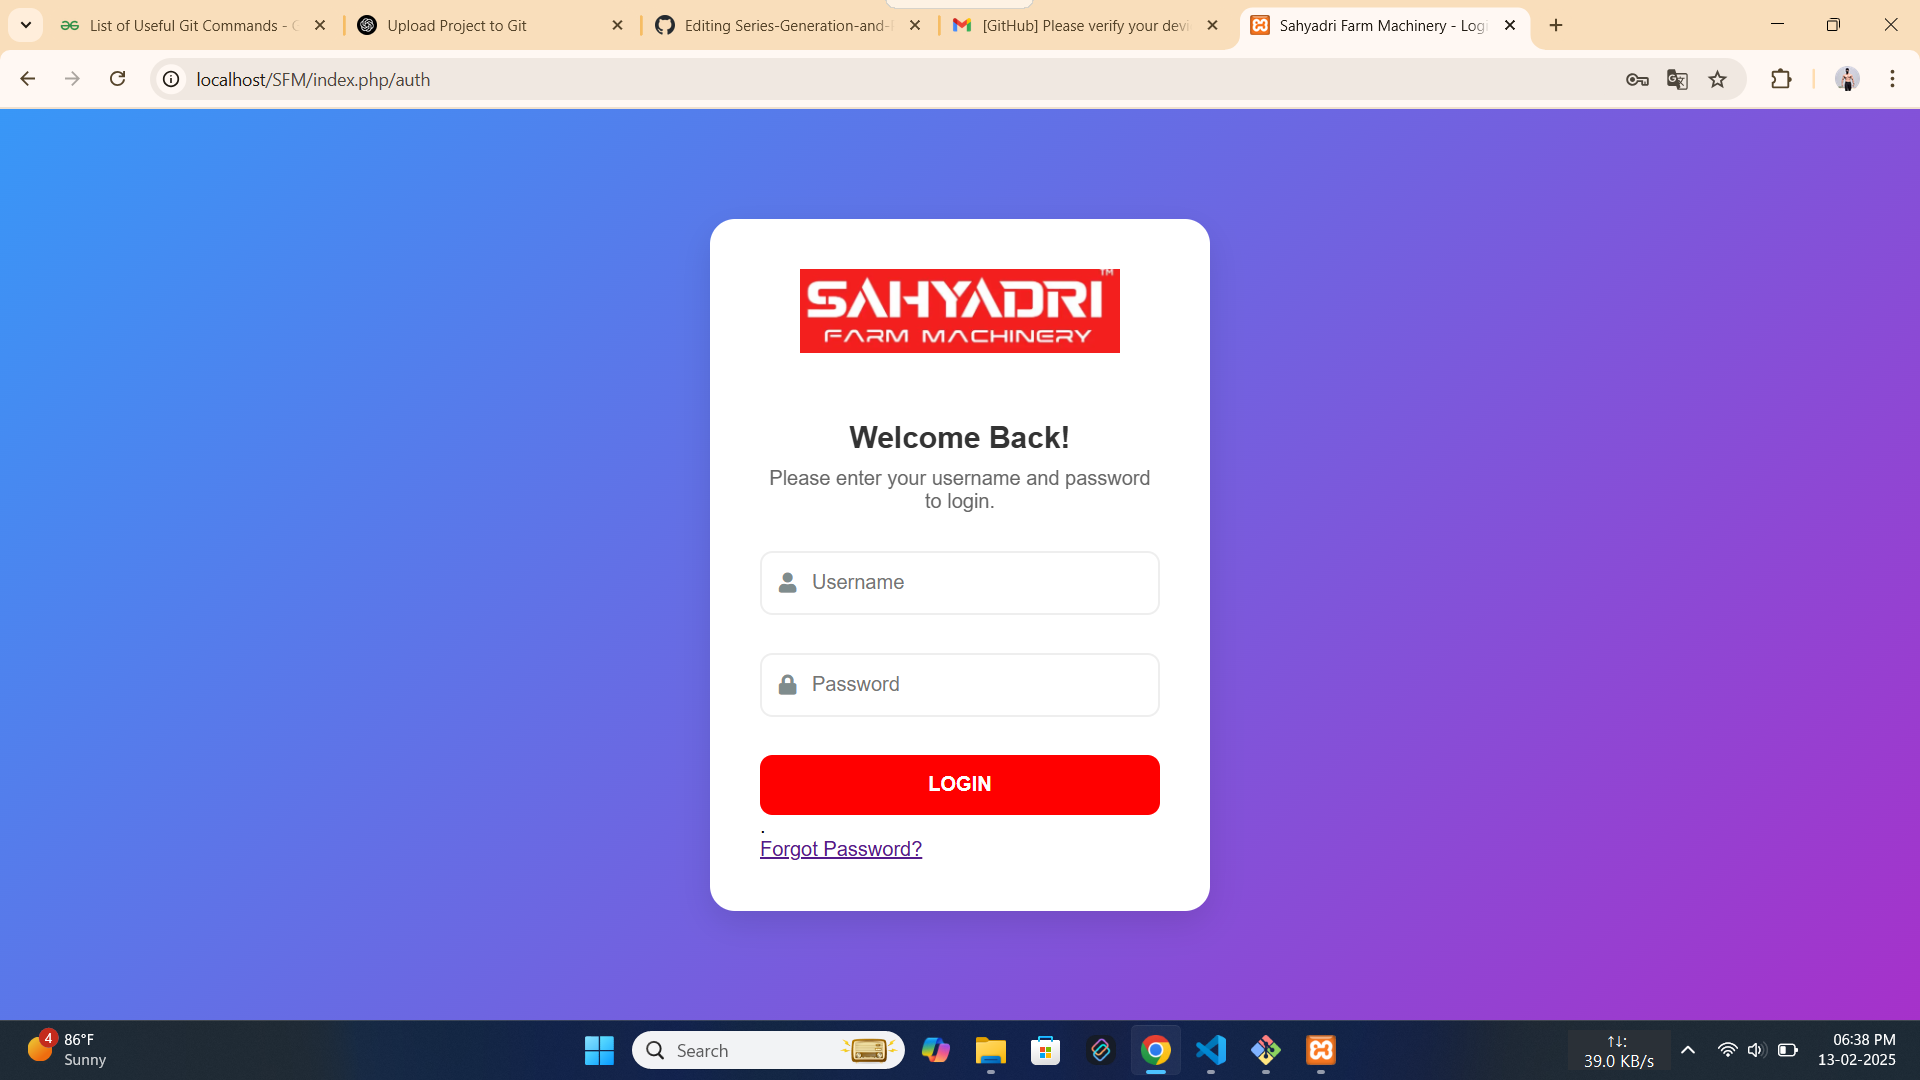 List of Useful Git Commands -
Upload Project to Git
Editing Series-Generation-and-
[GitHub] Please verify your devi
Sahyadri Farm Machinery - Logi
localhost/SFM/index.php/auth
SAHYADRI™
FARM MACHINERY
Welcome Back!
Please enter your username and password
to login.
Username
Password
LOGIN
.
Forgot Password?
4
86°F
Sunny
Search
39.0 KB/s
06:38 PM
13-02-2025